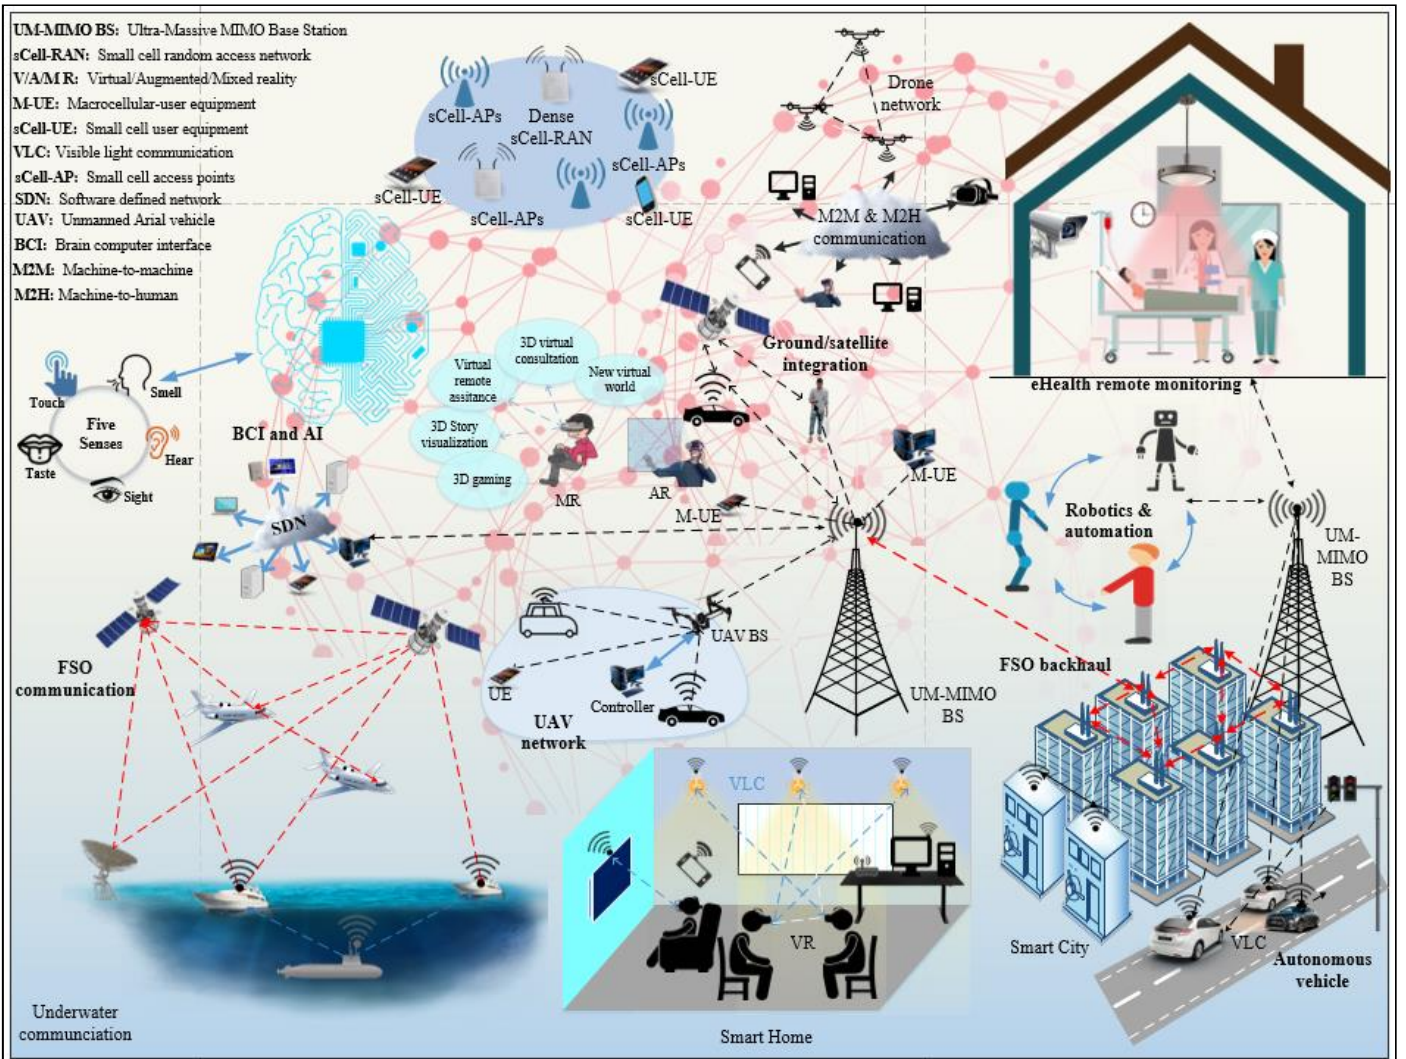 UM-MIMO BS: Ultra-Massive MIMO Base Station
sCell-RAN: Small cell random access network
V/A/M R: Virtual/Augmented/Mixed reality
M-UE: Macrocellular-user equipment
sCell-UE: Small cell user equipment
VLC: Visible light communication
sCell-AP: Small cell access points
SDN: Software defined network
UAV: Unmanned Arial vehicle
BCI: Brain computer interface
M2M: Machine-to-machine
M2H: Machine-to-human
sCell-APs
Dense
sCell-RAN
sCell-UE
sCell-APs
sCell-UE
sCell-APs
sCell-UE
Drone
network
M2M & M2H
communication
Ground/satellite
integration
eHealth remote monitoring
Touch
Smell
Five
Senses
Taste
Hear
Sight
BCI and AI
3D virtual
consultation
Virtual
remote
assitance
New virtual
world
3D Story
visualization
3D gaming
MR
AR
M-UE
M-UE
SDN
Robotics &
automation
UM-
MIMO
BS
FSO
communication
UAV BS
UE
Controller
UAV
network
UM-MIMO
BS
FSO backhaul
VLC
VR
Smart Home
Smart City
VLC
Autonomous
vehicle
Underwater
communciation